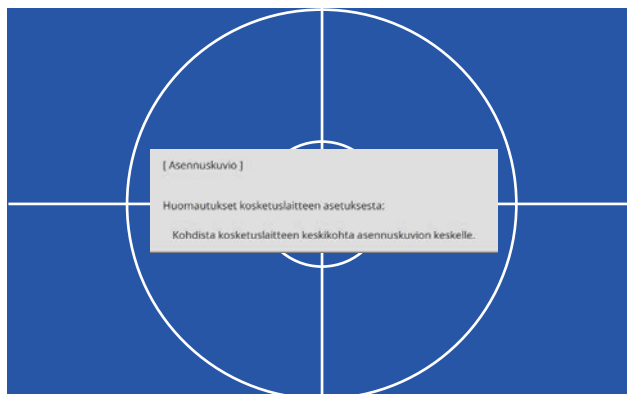 [ Asennuskuvio ]
Huomautukset kosketuslaitteen asetuksesta:
Kohdista kosketuslaitteen keskikohta asennuskuvion keskelle.